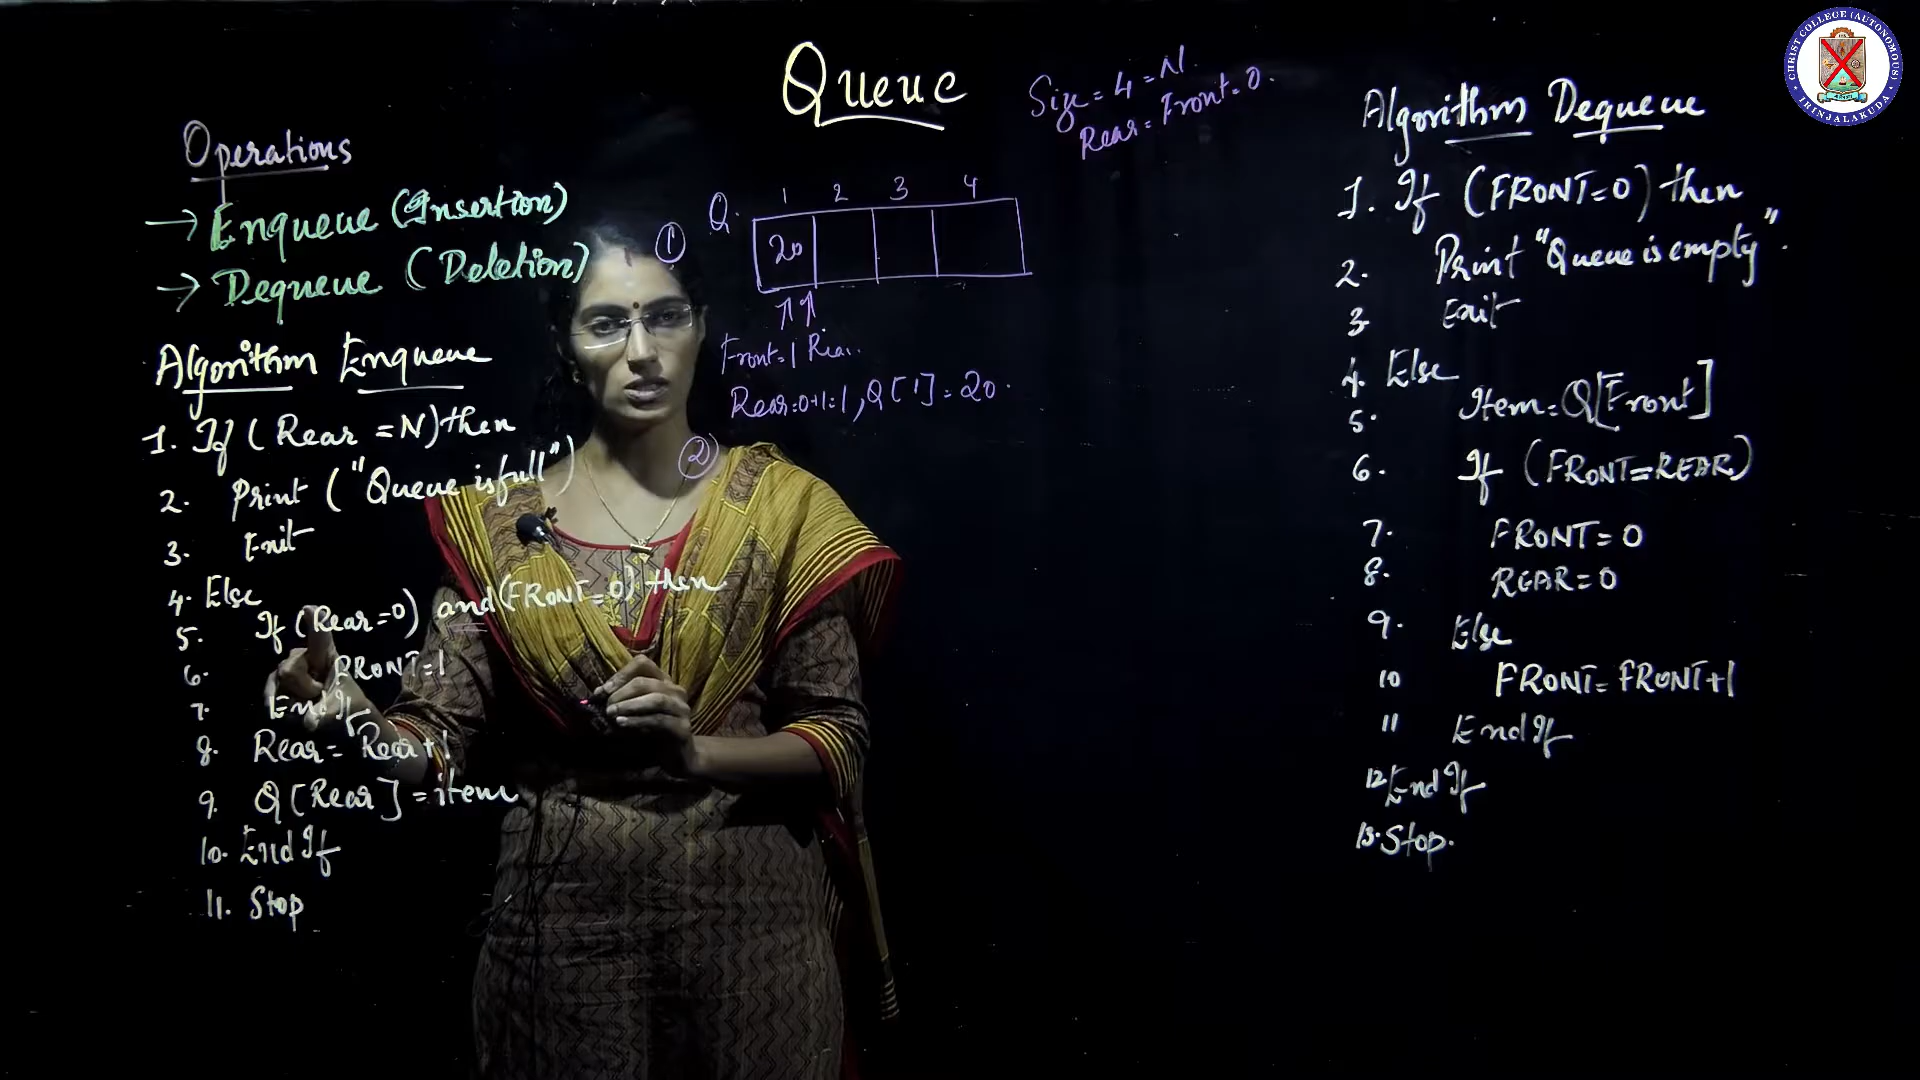 Queue
Size = 4 = N.
Rear = Front = 0.
Operations
→ Enqueue (Insertion)
→ Dequeue (Deletion)
Algorithm Enqueue
1. If (Rear = N) then
2. Print ("Queue is full")
3. Exit
4. Else
5. If (Rear=0) and (FRONT=0) then
6. FRONT=1
7. End If
8. Rear = Rear+1
9. Q[Rear] = item
10. End If
11. Stop
1
Q.
1 2 3 4
20
Front=1 Rear.
Rear=0+1=1, Q[1]=20.
2
Algorithm Dequeue
1. If (FRONT=0) then
2. Print "Queue is empty".
3 Exit
4. Else
5. Item = Q[Front]
6. If (FRONT=REAR)
7. FRONT = 0
8. REAR = 0
9. Else
10 FRONT = FRONT+1
11 End If
12 End If
13. Stop.
CHRIST COLLEGE (AUTONOMOUS)
IRINJALAKUDA